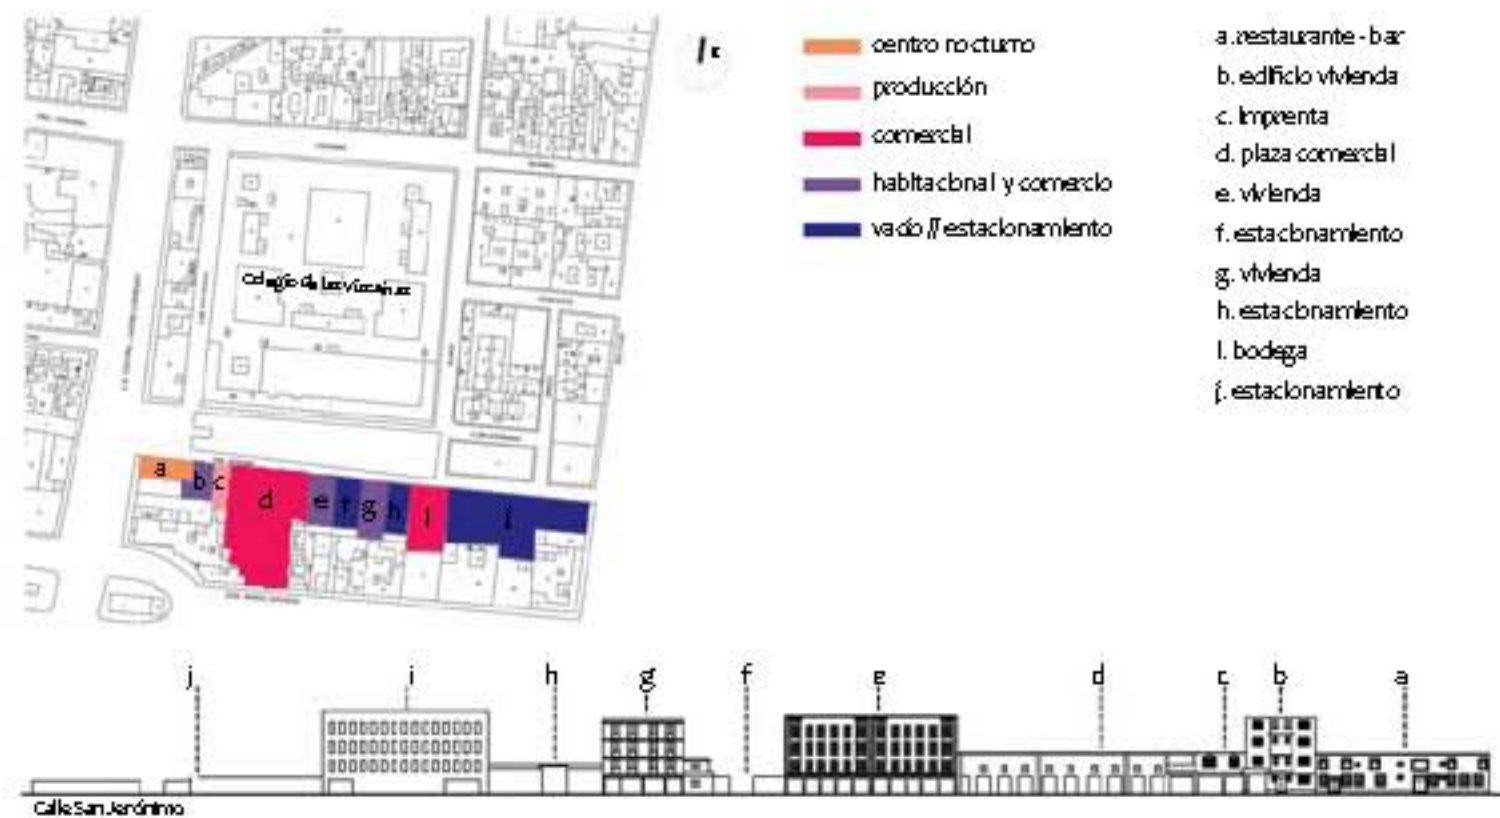 centro nocturno
producción
comercial
habitacional y comercio
vacío // estacionamiento
a. restaurante - bar
b. edificio vivienda
c. imprenta
d. plaza comercial
e. vivienda
f. estacionamiento
g. vivienda
h. estacionamiento
i. bodega
j. estacionamiento
Colegio de las Vizcaínas
a
b
c
d
e
f
g
h
i
j
j
i
h
g
f
e
d
c
b
a
Calle San Jerónimo